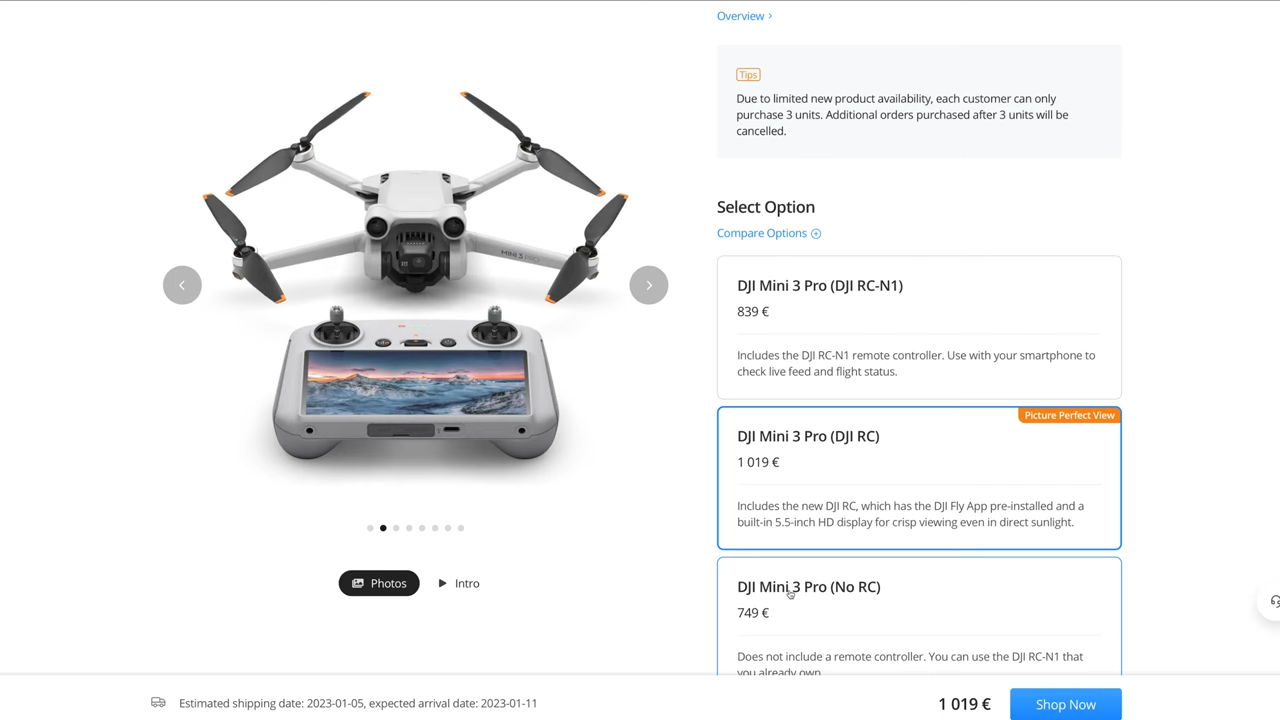 Overview >
Tips
Due to limited new product availability, each customer can only
purchase 3 units. Additional orders purchased after 3 units will be
cancelled.
Select Option
Compare Options
DJI Mini 3 Pro (DJI RC-N1)
839 €
Includes the DJI RC-N1 remote controller. Use with your smartphone to
check live feed and flight status.
Picture Perfect View
DJI Mini 3 Pro (DJI RC)
1 019 €
Includes the new DJI RC, which has the DJI Fly App pre-installed and a
built-in 5.5-inch HD display for crisp viewing even in direct sunlight.
DJI Mini 3 Pro (No RC)
749 €
Does not include a remote controller. You can use the DJI RC-N1 that
you already own
MINI 3 PRO
Photos
Intro
Estimated shipping date: 2023-01-05, expected arrival date: 2023-01-11
1 019 €
Shop Now